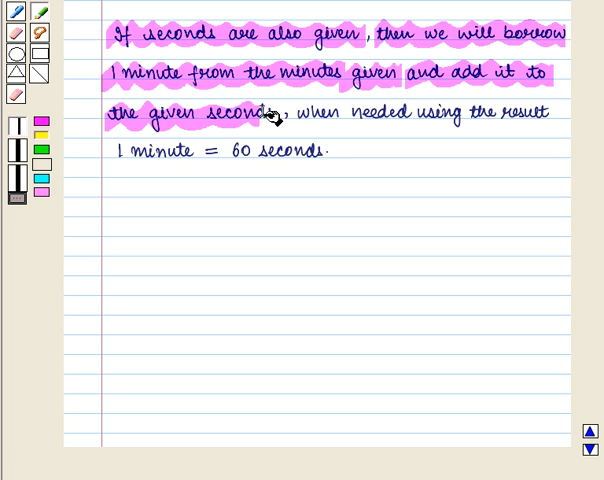 If seconds are also given, then we will borrow
1 minute from the minutes given and add it to
the given seconds, when needed using the result
1 minute = 60 seconds.